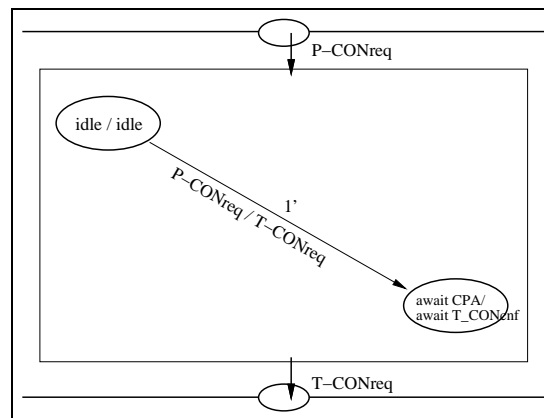 P–CONreq
idle / idle
1’
P–CONreq / T–CONreq
await CPA/
await T_CONcnf
T–CONreq